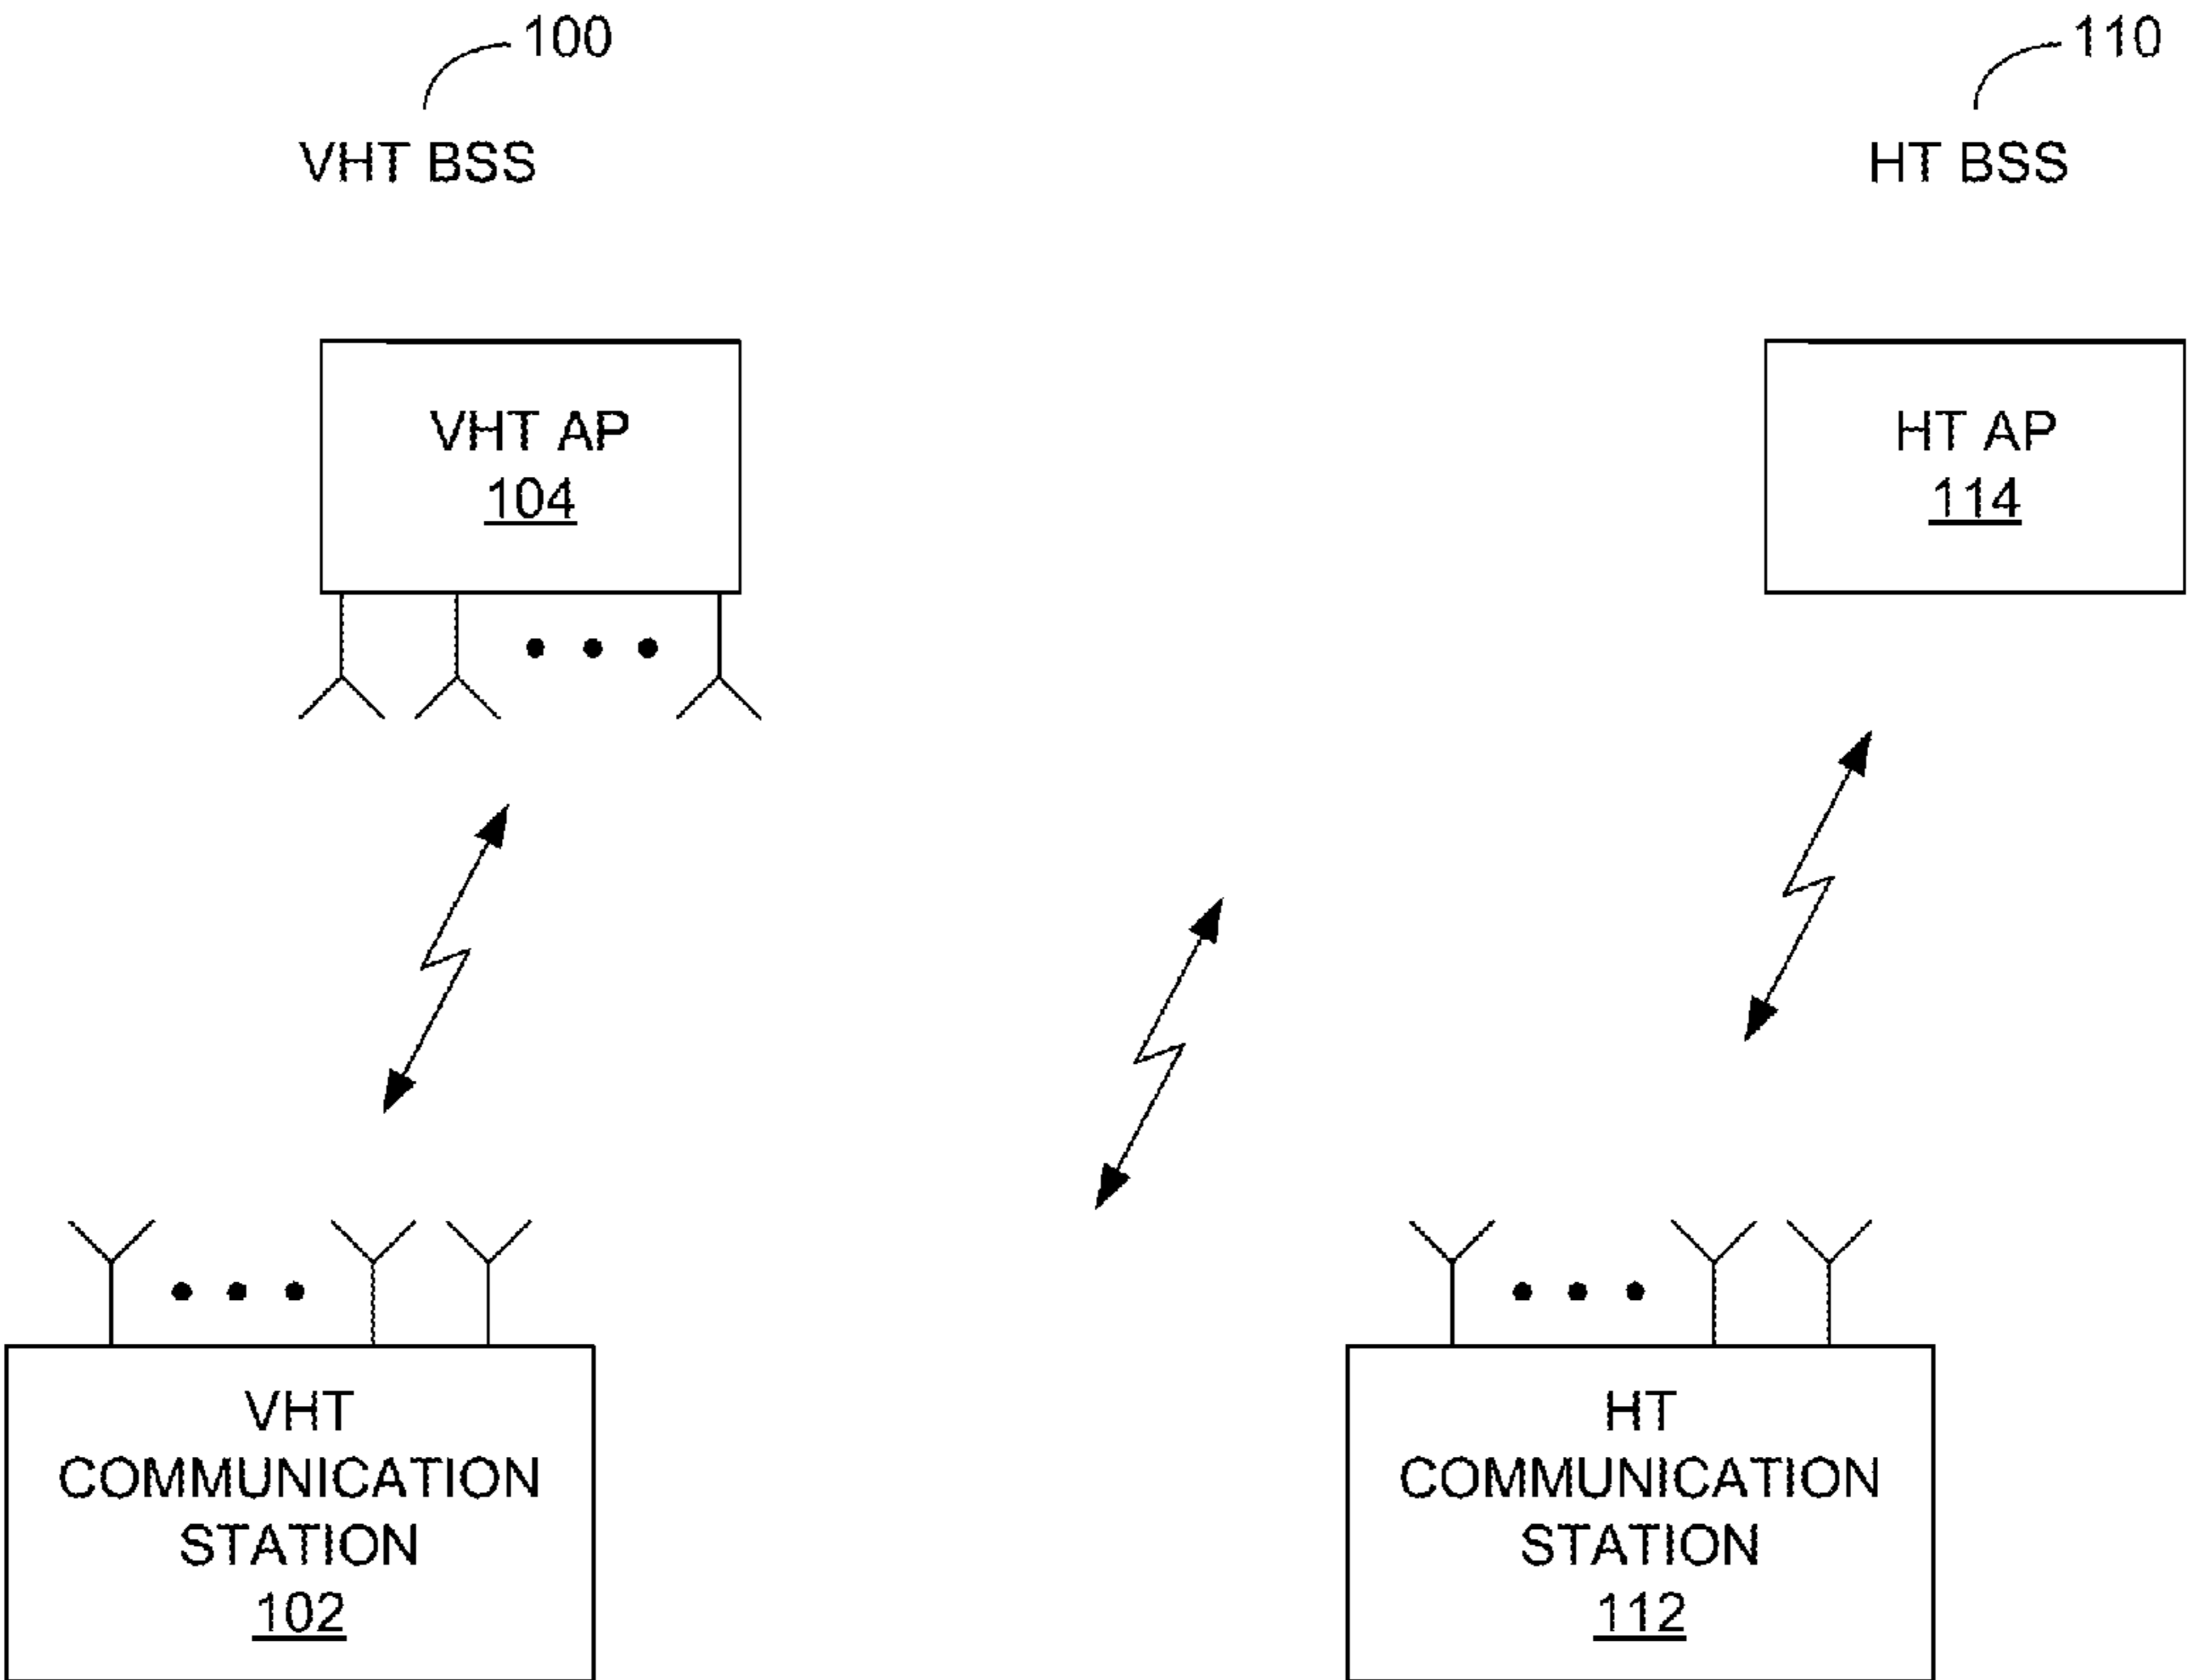 100
110
VHT BSS
HT BSS
VHT AP
104
HT AP
114
VHT
COMMUNICATION
STATION
102
HT
COMMUNICATION
STATION
112